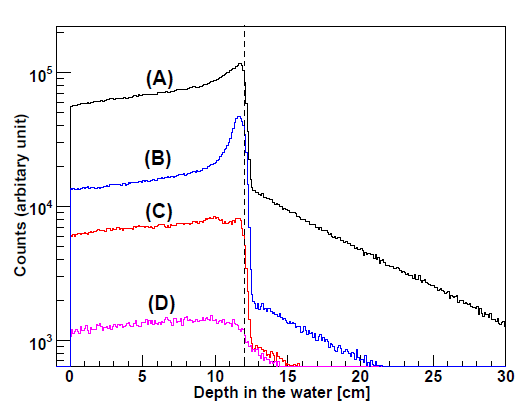 10^5
(A)
(B)
10^4
(C)
(D)
10^3
Counts (arbitary unit)
0 5 10 15 20 25 30
Depth in the water [cm]